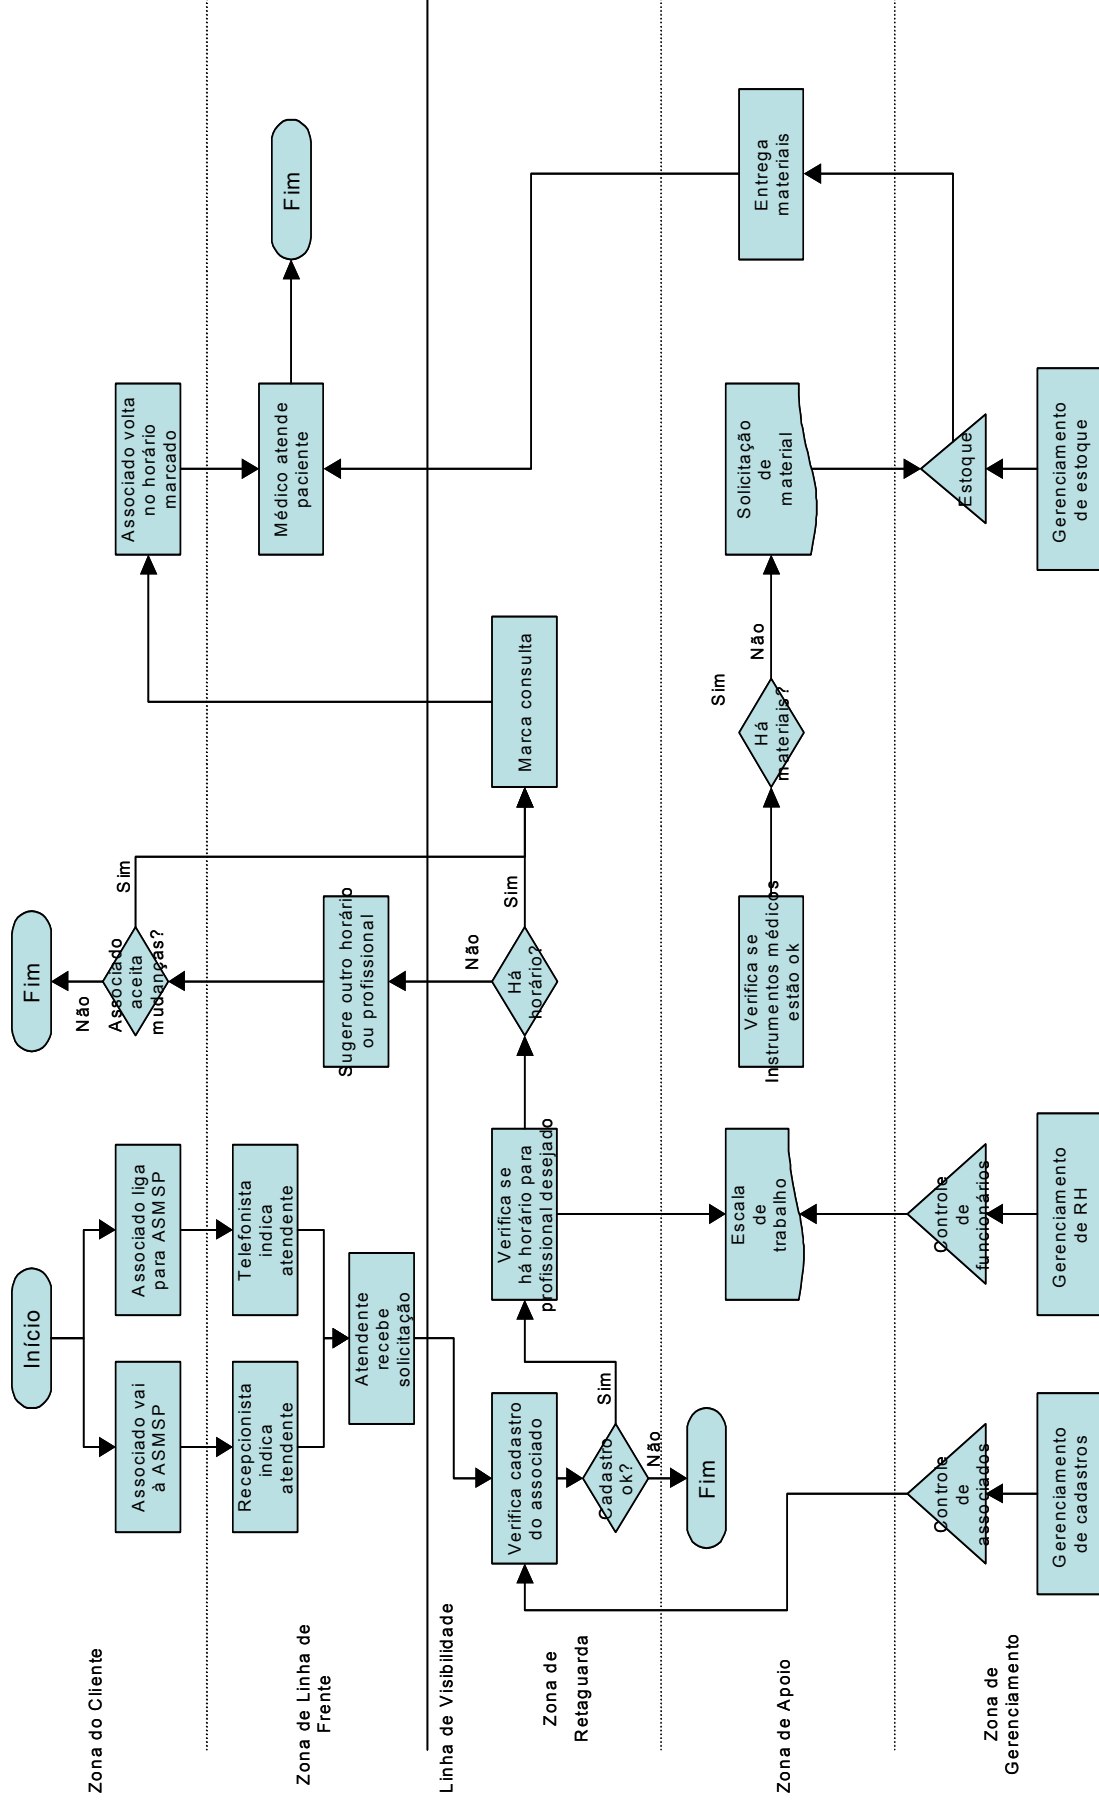 Zona do Cliente
Início
Associado vai
à ASMSP
Associado liga
para ASMSP
Fim
Não
Associado
aceita
mudanças?
Sim
Associado volta
no horário
marcado
Zona de Linha de
Frente
Recepcionista
indica
atendente
Telefonista
indica
atendente
Atendente
recebe
solicitação
Sugere outro horário
ou profissional
Médico atende
paciente
Fim
Linha de Visibilidade
Zona de
Retaguarda
Verifica cadastro
do associado
Cadastro
ok?
Sim
Não
Fim
Verifica se
há horário para
profissional desejado
Há
horário?
Não
Sim
Marca consulta
Zona de Apoio
Escala
de
trabalho
Verifica se
Instrumentos médicos
estão ok
Há
materiais?
Sim
Não
Solicitação
de
material
Entrega
materiais
Zona de
Gerenciamento
Controle
de
associados
Gerenciamento
de cadastros
Controle
de
funcionários
Gerenciamento
de RH
Estoque
Gerenciamento
de estoque